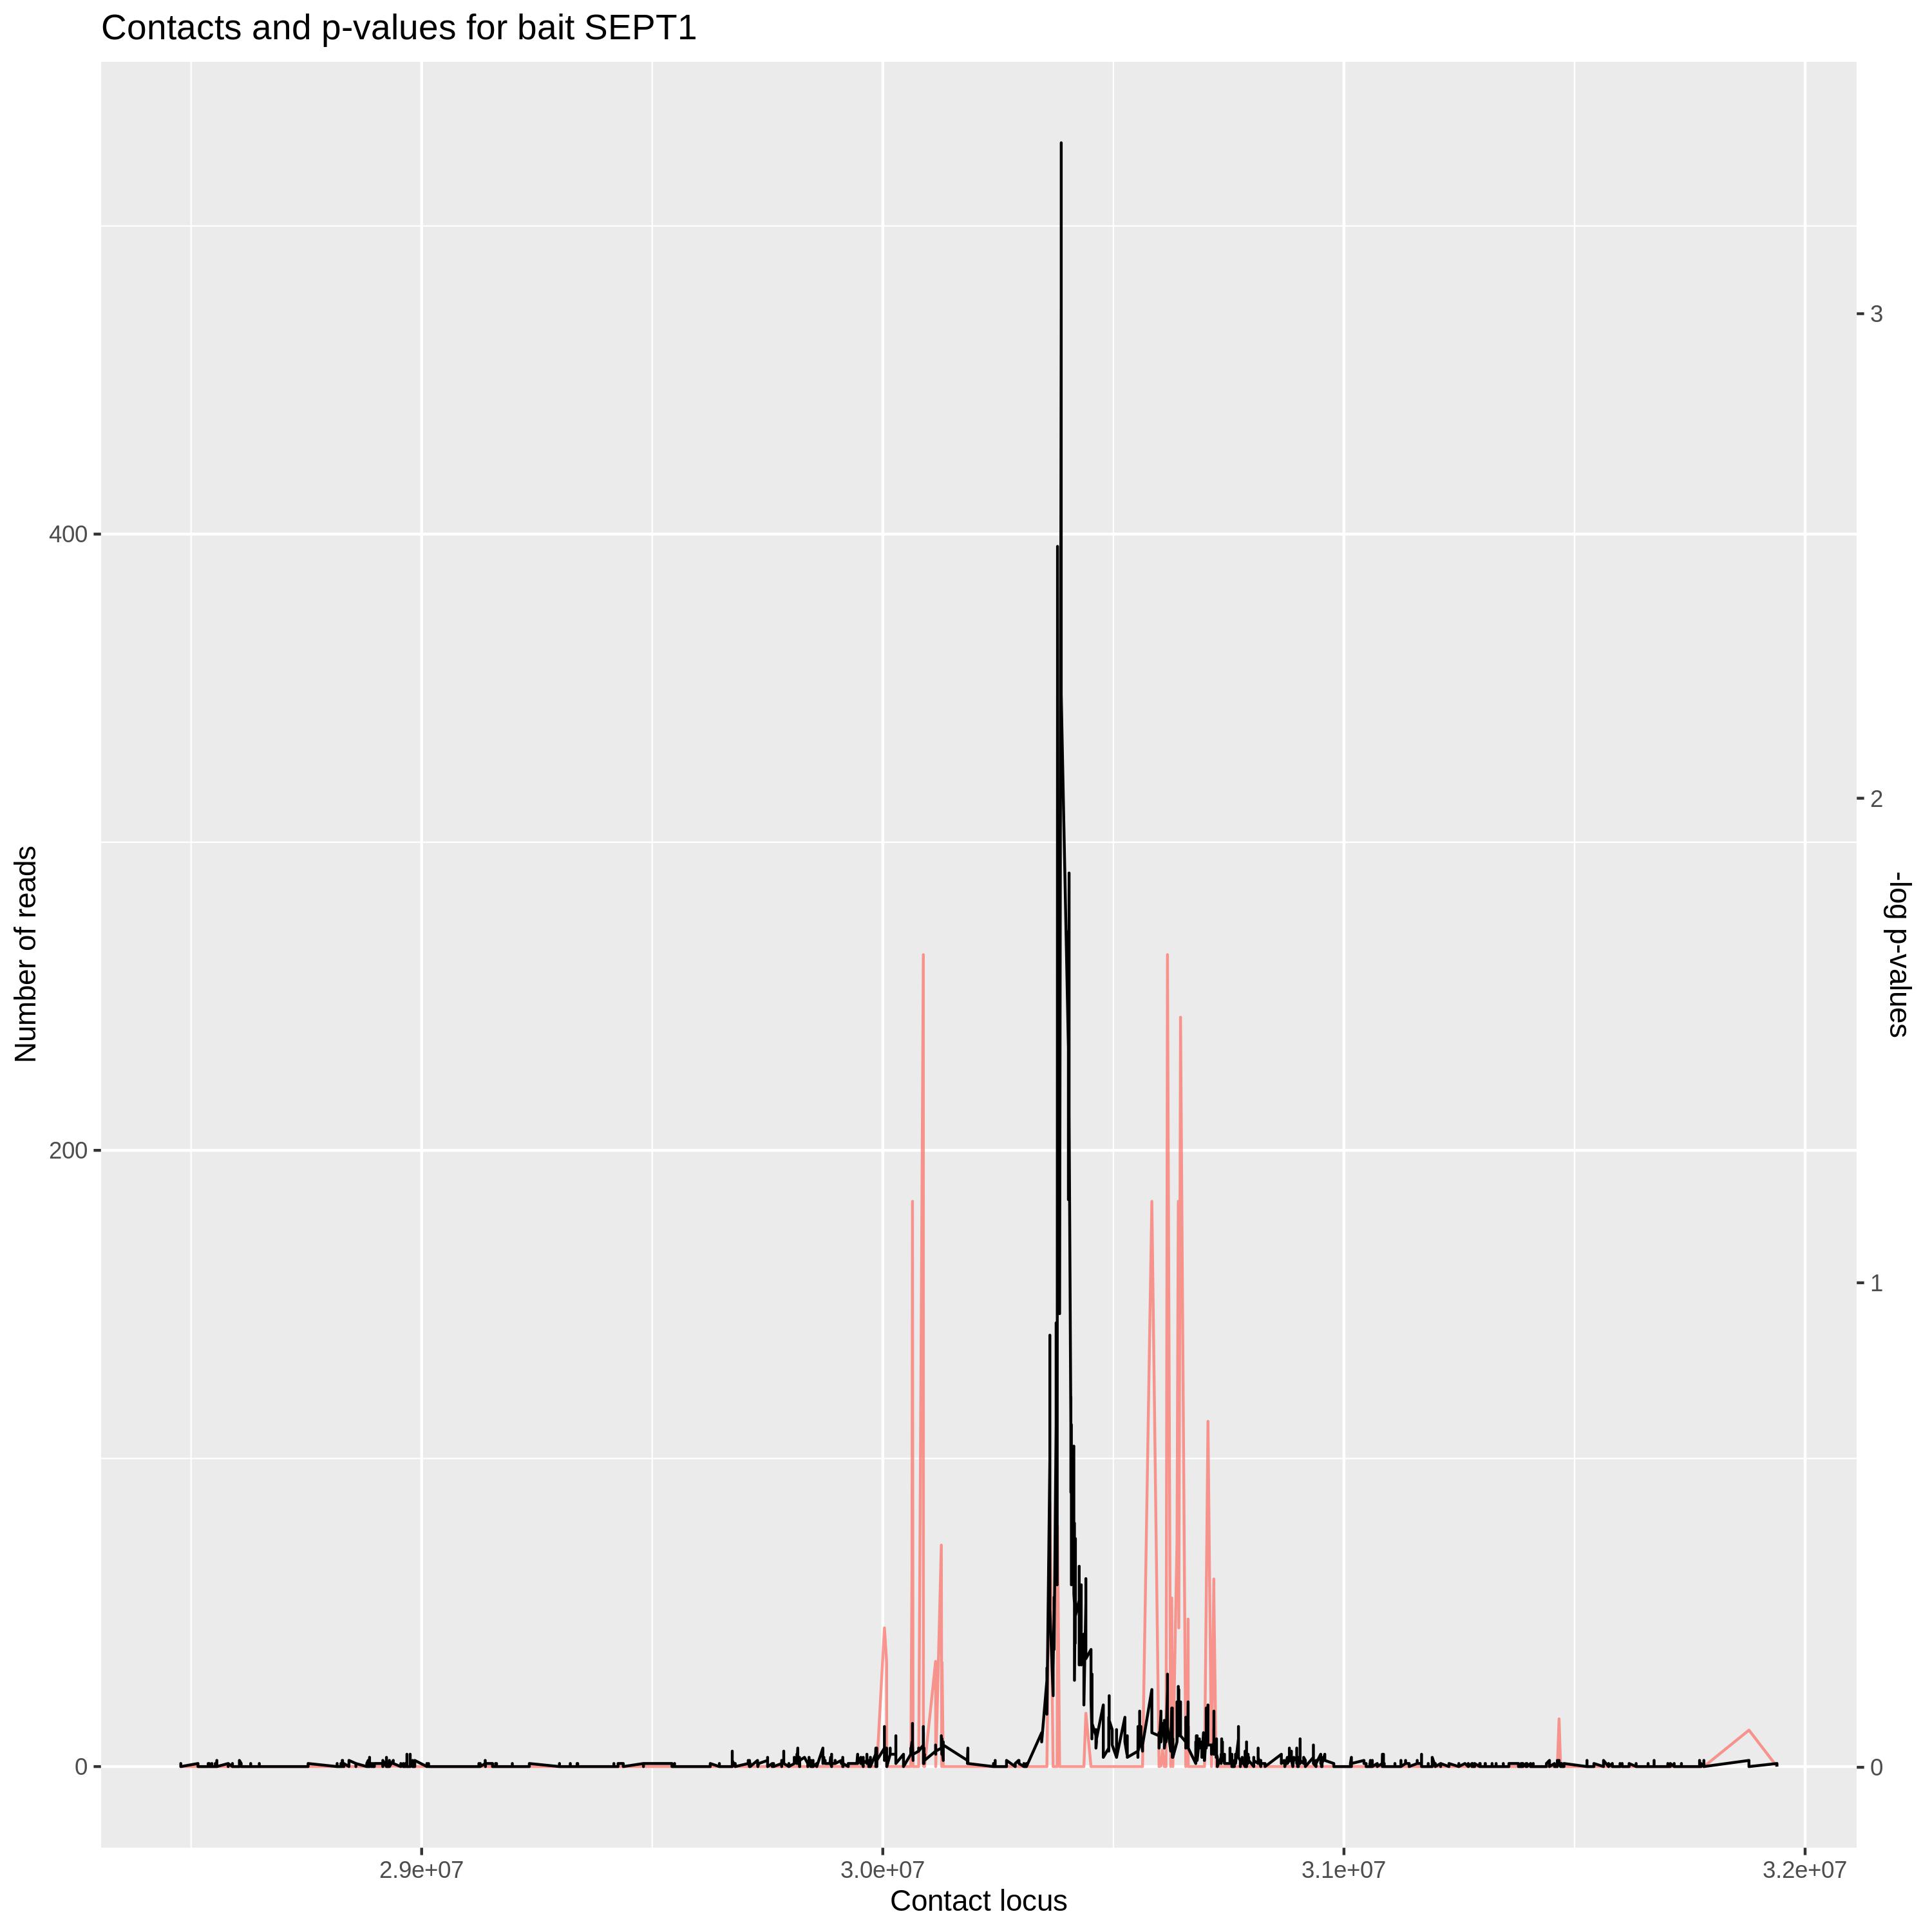 Contacts and p-values for bait SEPT1
Number of reads
400
200
0
3
2
1
0
-log p-values
2.9e+07
3.0e+07
3.1e+07
3.2e+07
Contact locus